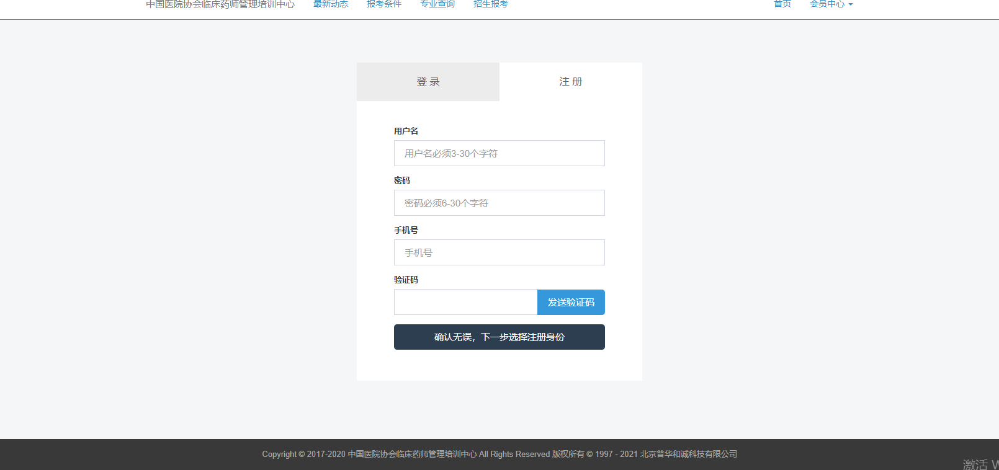 中国医院协会临床药师管理培训中心 最新动态 报考条件 专业查询 招生报考 首页 会员中心
登 录 注 册
用户名
用户名必须3-30个字符
密码
密码必须6-30个字符
手机号
手机号
验证码
发送验证码
确认无误，下一步选择注册身份
Copyright © 2017-2020 中国医院协会临床药师管理培训中心 All Rights Reserved 版权所有 © 1997 - 2021 北京普华和诚科技有限公司
激活 W